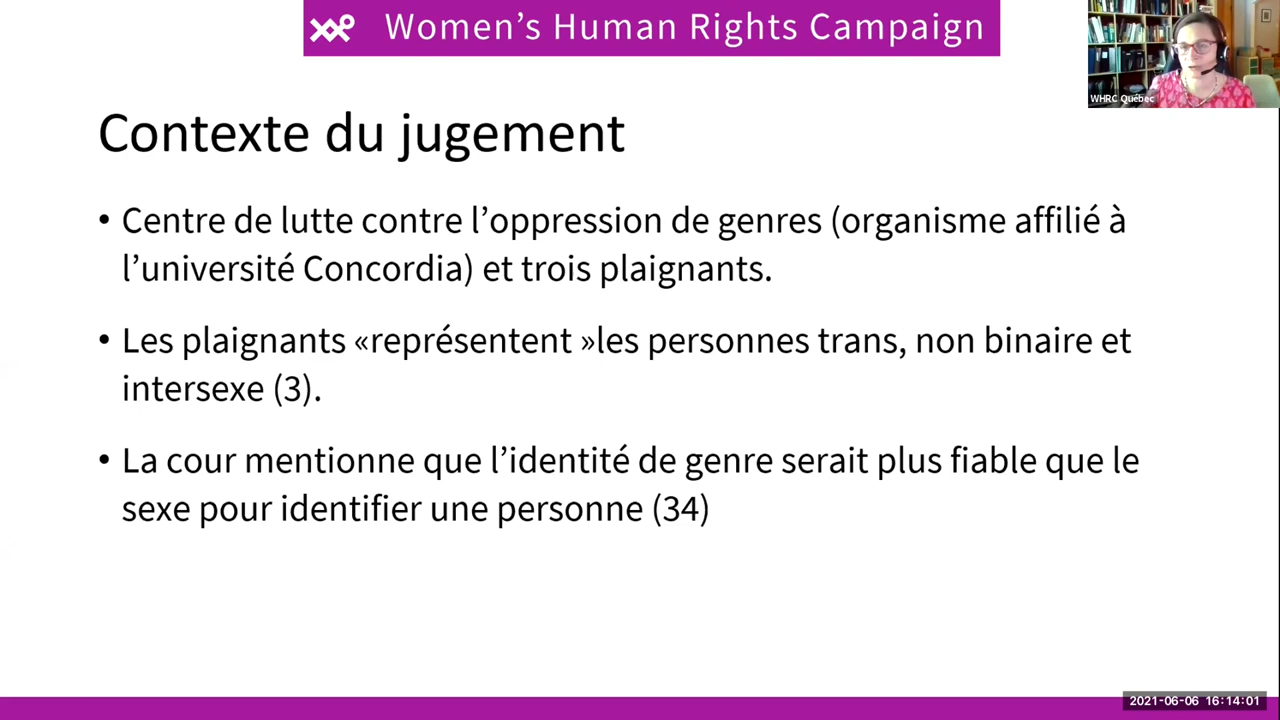 Women’s Human Rights Campaign
WHRC Québec
Contexte du jugement
• Centre de lutte contre l’oppression de genres (organisme affilié à
l’université Concordia) et trois plaignants.
• Les plaignants «représentent »les personnes trans, non binaire et
intersexe (3).
• La cour mentionne que l’identité de genre serait plus fiable que le
sexe pour identifier une personne (34)
2021-06-06 16:14:01